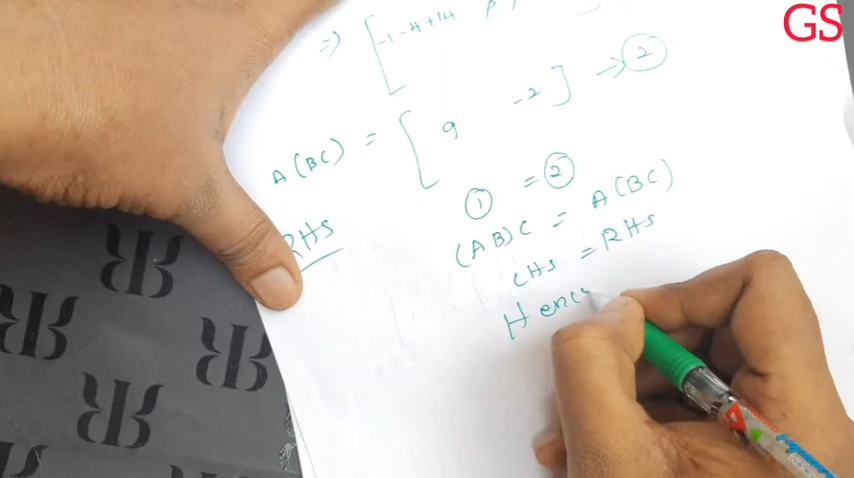 GS
=> [ -1-4+14
A(BC) = [ 9 -2 ] → ②
RHS
① = ②
(AB)C = A(BC)
LHS = RHS
Hence